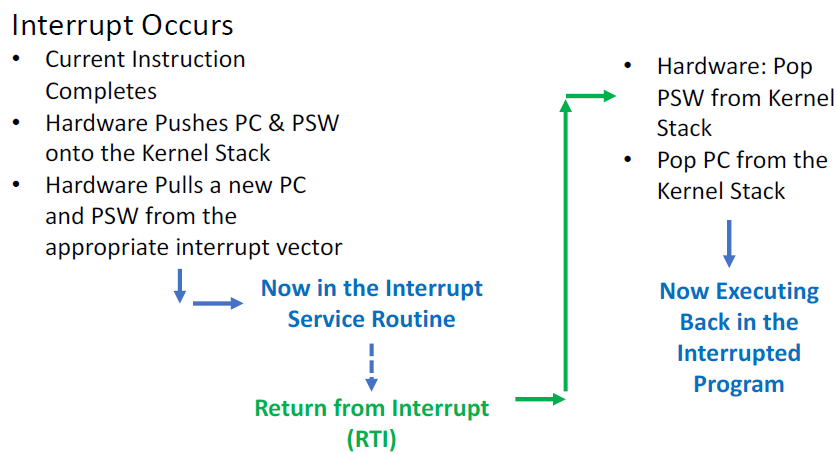 Interrupt Occurs
• Current Instruction
Completes
• Hardware Pushes PC & PSW
onto the Kernel Stack
• Hardware Pulls a new PC
and PSW from the
appropriate interrupt vector
Now in the Interrupt
Service Routine
Return from Interrupt
(RTI)
• Hardware: Pop
PSW from Kernel
Stack
• Pop PC from the
Kernel Stack
Now Executing
Back in the
Interrupted
Program